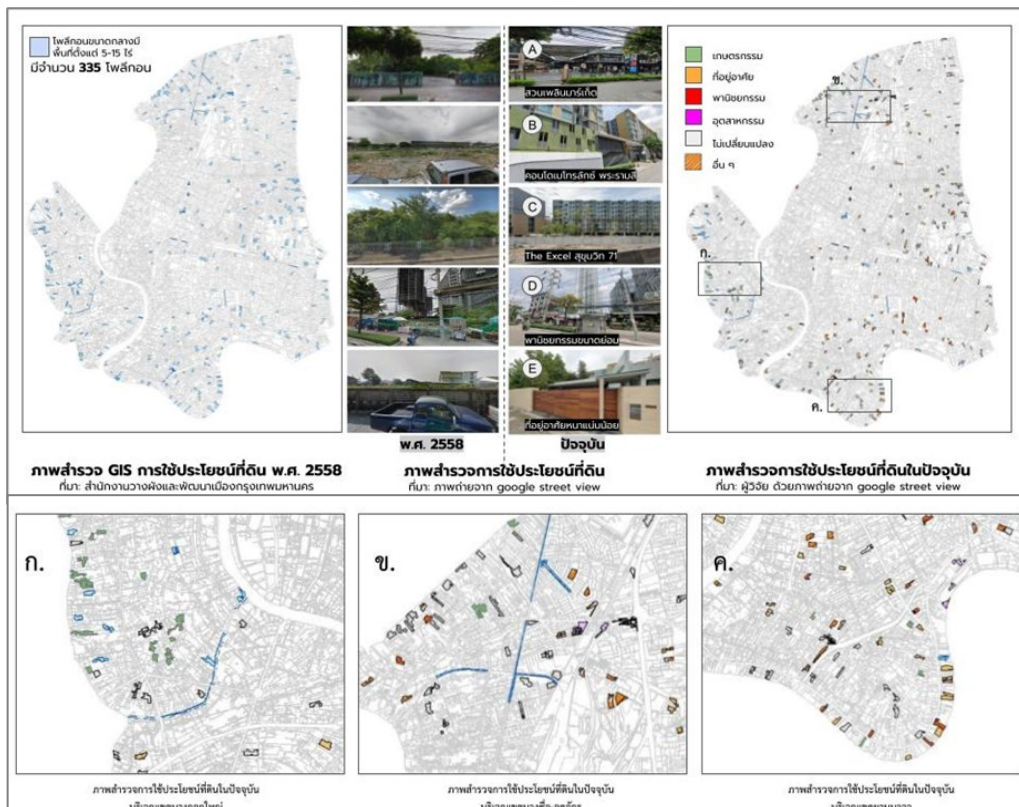 โพลีกอนขนาดกลางมี
พื้นที่ตั้งแต่ 5-15 ไร่
มีจำนวน 335 โพลีกอน
A
สวนเพลินมาร์เก็ต
B
คอนโดเมโทรลักซ์ พระราม4
C
The Excel สุขุมวิท 71
D
พาณิชยกรรมขนาดย่อม
E
ที่อยู่อาศัยหนาแน่นน้อย
พ.ศ. 2558
ปัจจุบัน
เกษตรกรรม
ที่อยู่อาศัย
พาณิชยกรรม
อุตสาหกรรม
ไม่เปลี่ยนแปลง
อื่น ๆ
ข.
ก.
ค.
ภาพสำรวจ GIS การใช้ประโยชน์ที่ดิน พ.ศ. 2558
ที่มา: สำนักงานวางผังและพัฒนาเมืองกรุงเทพมหานคร
ภาพสำรวจการใช้ประโยชน์ที่ดิน
ที่มา: ภาพถ่ายจาก google street view
ภาพสำรวจการใช้ประโยชน์ที่ดินในปัจจุบัน
ที่มา: ผู้วิจัย ด้วยภาพถ่ายจาก google street view
ก.
ข.
ค.
ภาพสำรวจการใช้ประโยชน์ที่ดินในปัจจุบัน
ภาพสำรวจการใช้ประโยชน์ที่ดินในปัจจุบัน
ภาพสำรวจการใช้ประโยชน์ที่ดินในปัจจุบัน